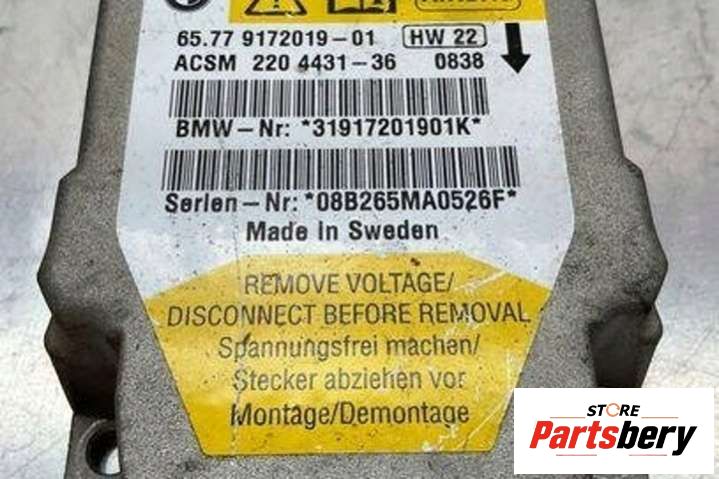 65.77 9172019-01 HW 22
ACSM 220 4431-36 0838
BMW-Nr: *31917201901K*
Serien-Nr: *08B265MA0526F*
Made in Sweden
REMOVE VOLTAGE/
DISCONNECT BEFORE REMOVAL
Spannungsfrei machen/
Stecker abziehen vor
Montage/Demontage
STORE
Partsbery